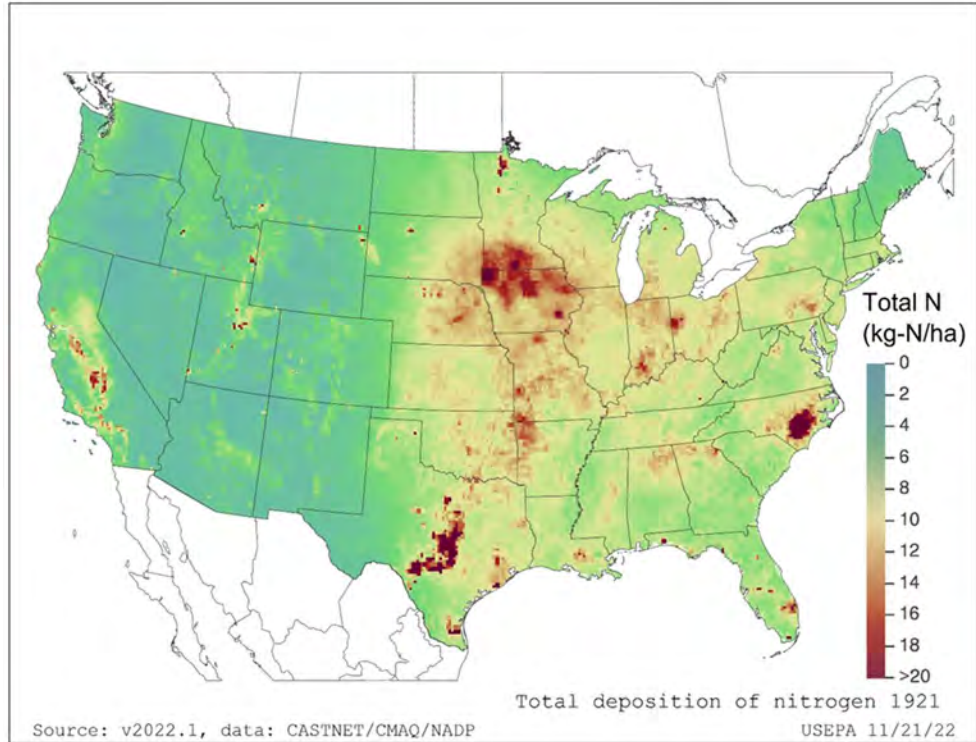 Total N
(kg-N/ha)
0
2
4
6
8
10
12
14
16
18
>20
Total deposition of nitrogen 1921
Source: v2022.1, data: CASTNET/CMAQ/NADP
USEPA 11/21/22